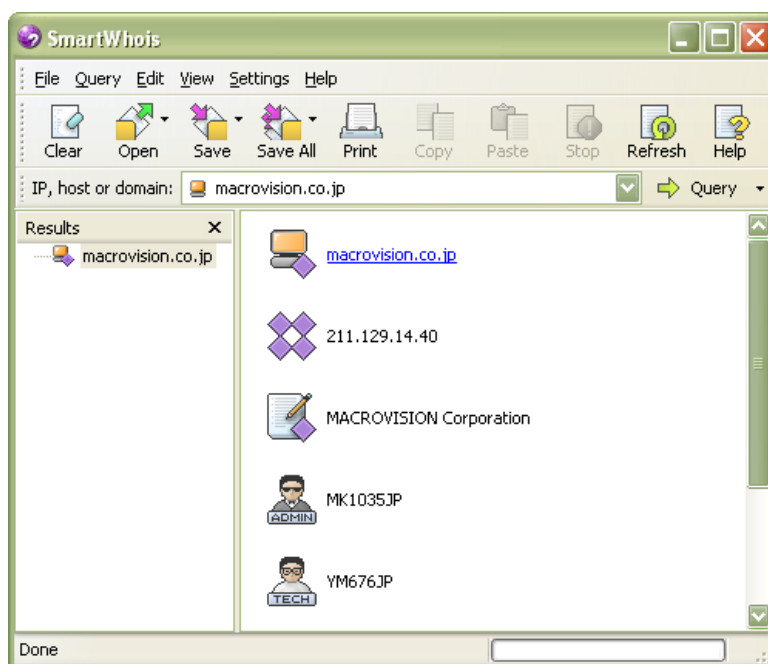 SmartWhois
File Query Edit View Settings Help
Clear Open Save Save All Print Copy Paste Stop Refresh Help
IP, host or domain: macrovision.co.jp Query
Results
macrovision.co.jp
macrovision.co.jp
211.129.14.40
MACROVISION Corporation
MK1035JP
ADMIN
YM676JP
TECH
Done